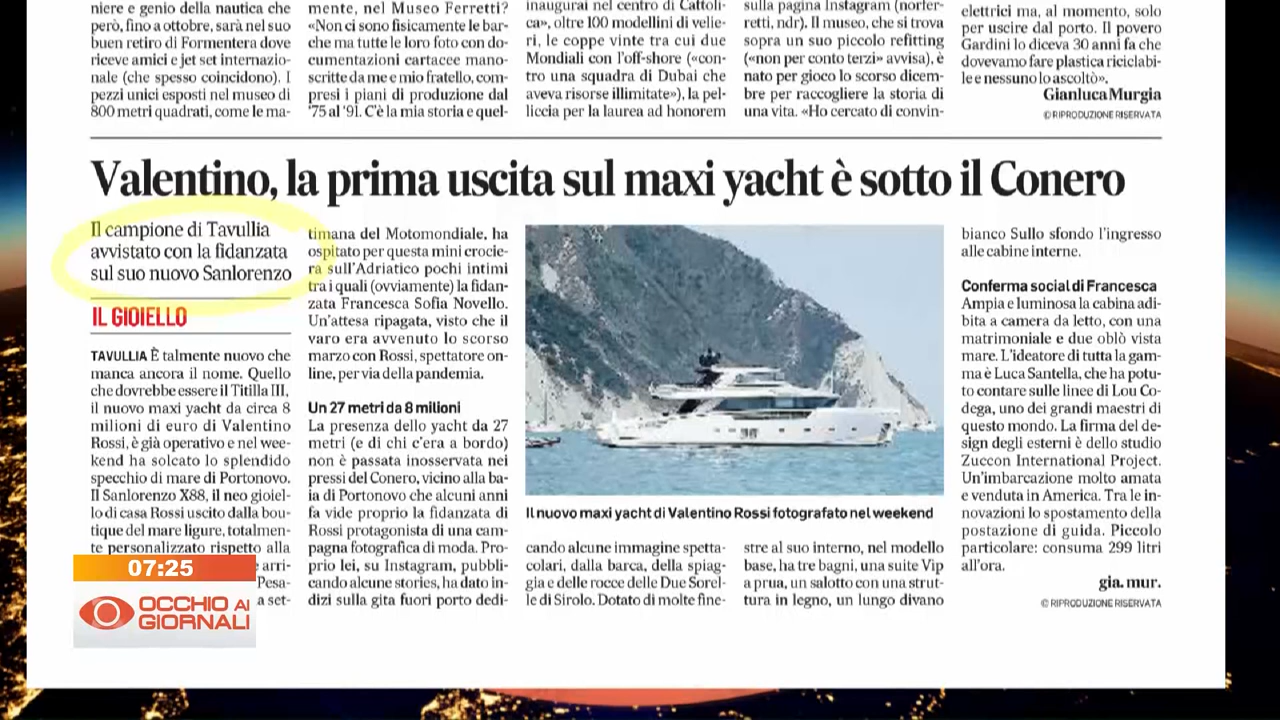 niere e genio della nautica che
però, fino a ottobre, sarà nel suo
buen retiro di Formentera dove
riceve amici e jet set internazio-
nale (che spesso coincidono). I
pezzi unici esposti nel museo di
800 metri quadrati, come le ma-
mente, nel Museo Ferretti?
«Non ci sono fisicamente le bar-
che ma tutte le loro foto con do-
cumentazioni cartacee mano-
scritte da me e mio fratello, com-
presi i piani di produzione dal
'75 al '91. C'è la mia storia e quel-
inaugurai nel centro di Cattoli-
ca», oltre 100 modellini di velie-
ri, le coppe vinte tra cui due
Mondiali con l'off-shore («con-
tro una squadra di Dubai che
aveva risorse illimitate»), la pel-
liccia per la laurea ad honorem
sulla pagina Instagram (norfer-
retti, ndr). Il museo, che si trova
sopra un suo piccolo refitting
(«non per conto terzi» avvisa), è
nato per gioco lo scorso dicem-
bre per raccogliere la storia di
una vita. «Ho cercato di convin-
elettrici ma, al momento, solo
per uscire dal porto. Il povero
Gardini lo diceva 30 anni fa che
dovevamo fare plastica riciclabi-
le e nessuno lo ascoltò».
Gianluca Murgia
© RIPRODUZIONE RISERVATA
Valentino, la prima uscita sul maxi yacht è sotto il Conero
Il campione di Tavullia
avvistato con la fidanzata
sul suo nuovo Sanlorenzo
IL GIOIELLO
TAVULLIA È talmente nuovo che
manca ancora il nome. Quello
che dovrebbe essere il Titilla III,
il nuovo maxi yacht da circa 8
milioni di euro di Valentino
Rossi, è già operativo e nel wee-
kend ha solcato lo splendido
specchio di mare di Portonovo.
Il Sanlorenzo X88, il neo gioiel-
lo di casa Rossi uscito dalla bou-
tique del mare ligure, totalmen-
te personalizzato rispetto alla
e arri-
Pesa-
a set-
timana del Motomondiale, ha
ospitato per questa mini crocie-
ra sull'Adriatico pochi intimi
tra i quali (ovviamente) la fidan-
zata Francesca Sofia Novello.
Un'attesa ripagata, visto che il
varo era avvenuto lo scorso
marzo con Rossi, spettatore on-
line, per via della pandemia.
Un 27 metri da 8 milioni
La presenza dello yacht da 27
metri (e di chi c'era a bordo)
non è passata inosservata nei
pressi del Conero, vicino alla ba-
ia di Portonovo che alcuni anni
fa vide proprio la fidanzata di
Rossi protagonista di una cam-
pagna fotografica di moda. Pro-
prio lei, su Instagram, pubbli-
cando alcune stories, ha dato in-
dizi sulla gita fuori porto dedi-
Il nuovo maxi yacht di Valentino Rossi fotografato nel weekend
cando alcune immagine spetta-
colari, dalla barca, della spiag-
gia e delle rocce delle Due Sorel-
le di Sirolo. Dotato di molte fine-
stre al suo interno, nel modello
base, ha tre bagni, una suite Vip
a prua, un salotto con una strut-
tura in legno, un lungo divano
bianco Sullo sfondo l'ingresso
alle cabine interne.
Conferma social di Francesca
Ampia e luminosa la cabina adi-
bita a camera da letto, con una
matrimoniale e due oblò vista
mare. L'ideatore di tutta la gam-
ma è Luca Santella, che ha potu-
to contare sulle linee di Lou Co-
dega, uno dei grandi maestri di
questo mondo. La firma del de-
sign degli esterni è dello studio
Zuccon International Project.
Un'imbarcazione molto amata
e venduta in America. Tra le in-
novazioni lo spostamento della
postazione di guida. Piccolo
particolare: consuma 299 litri
all'ora.
gia. mur.
© RIPRODUZIONE RISERVATA
07:25
OCCHIO AI
GIORNALI